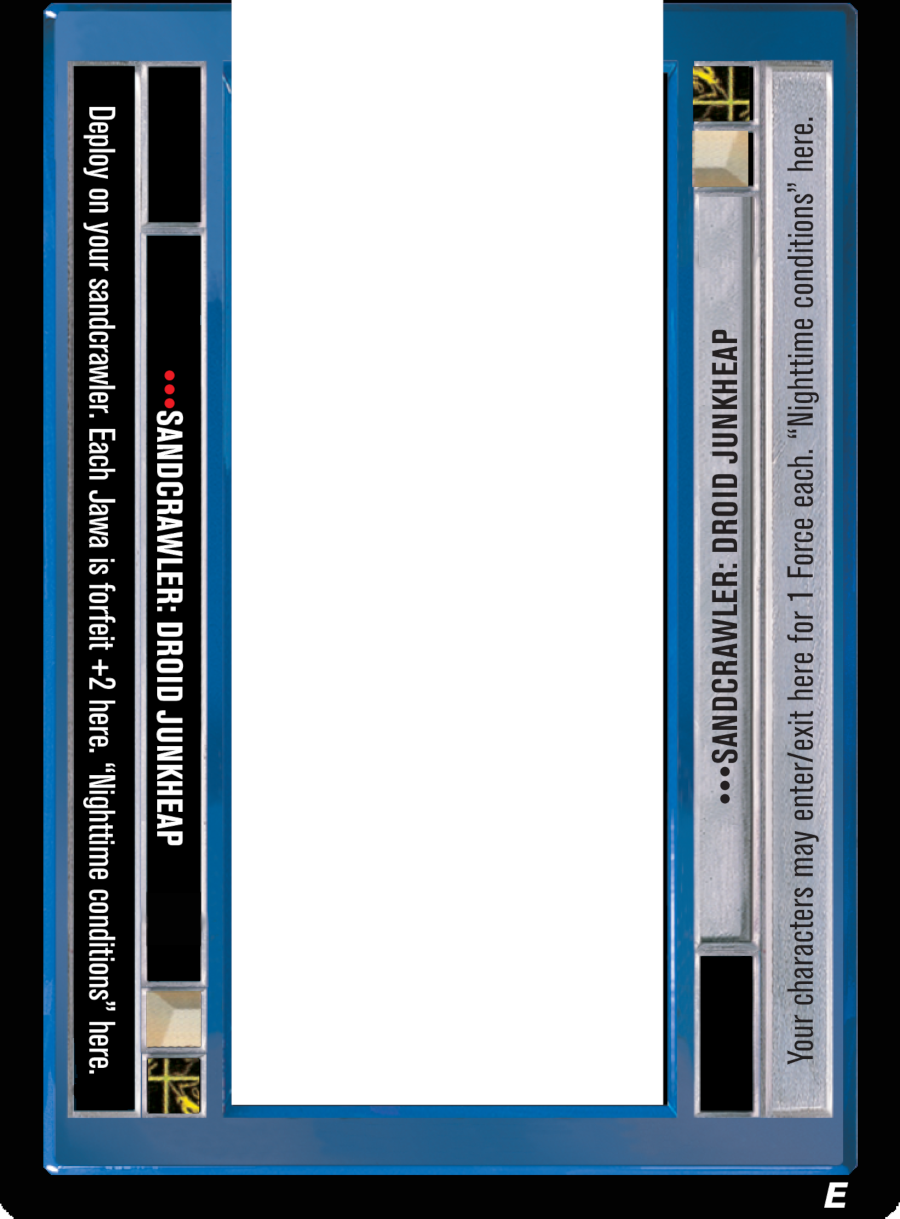 •••SANDCRAWLER: DROID JUNKHEAP
Deploy on your sandcrawler. Each Jawa is forfeit +2 here. “Nighttime conditions” here.
•••SANDCRAWLER: DROID JUNKHEAP
Your characters may enter/exit here for 1 Force each. “Nighttime conditions” here.
E